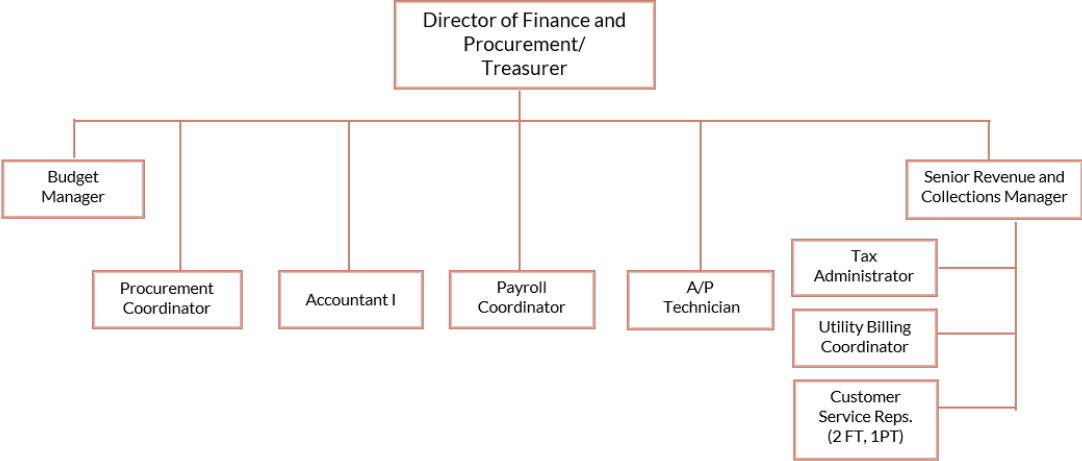 Director of Finance and
Procurement/
Treasurer
Budget
Manager
Senior Revenue and
Collections Manager
Procurement
Coordinator
Accountant I
Payroll
Coordinator
A/P
Technician
Tax
Administrator
Utility Billing
Coordinator
Customer
Service Reps.
(2 FT, 1PT)